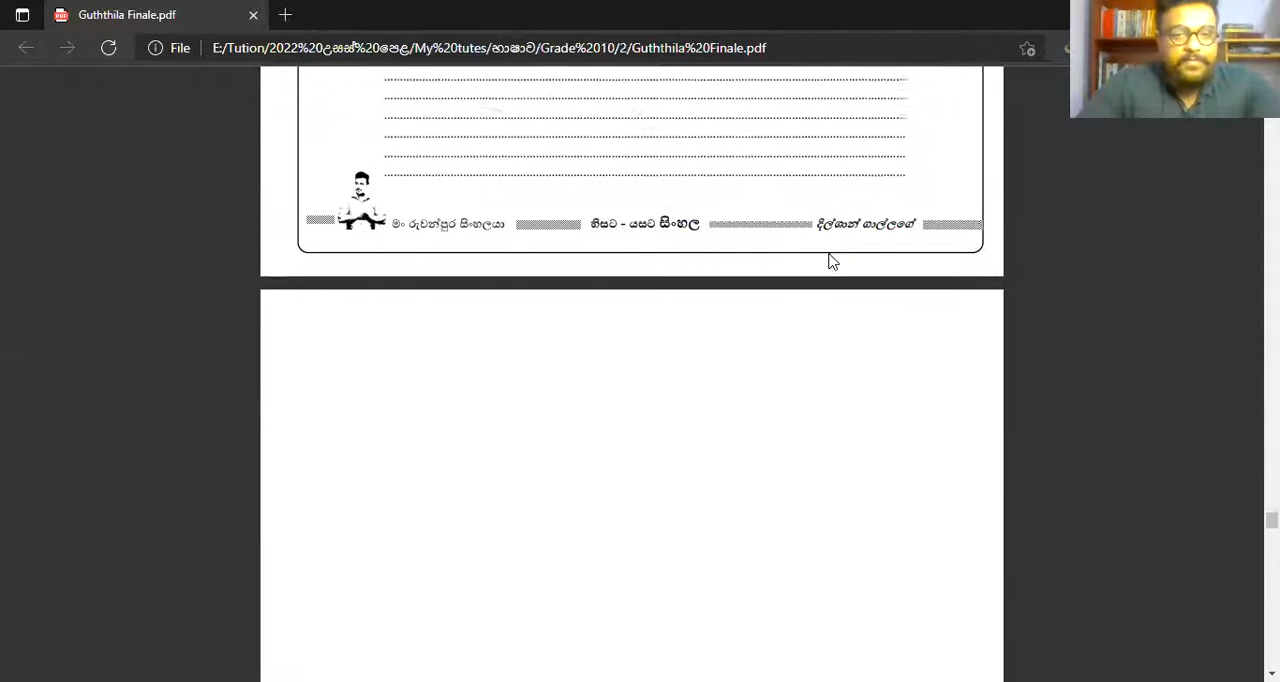 Guththila Finale.pdf
File E:/Tution/2022%20උසස්%20පෙළ/My%20tutes/භාෂාව/Grade%2010/2/Guththila%20Finale.pdf
මං රුවන්පුර සිංහලයා හිසට - යසට සිංහල දිල්ශාන් ගාල්ලගේ